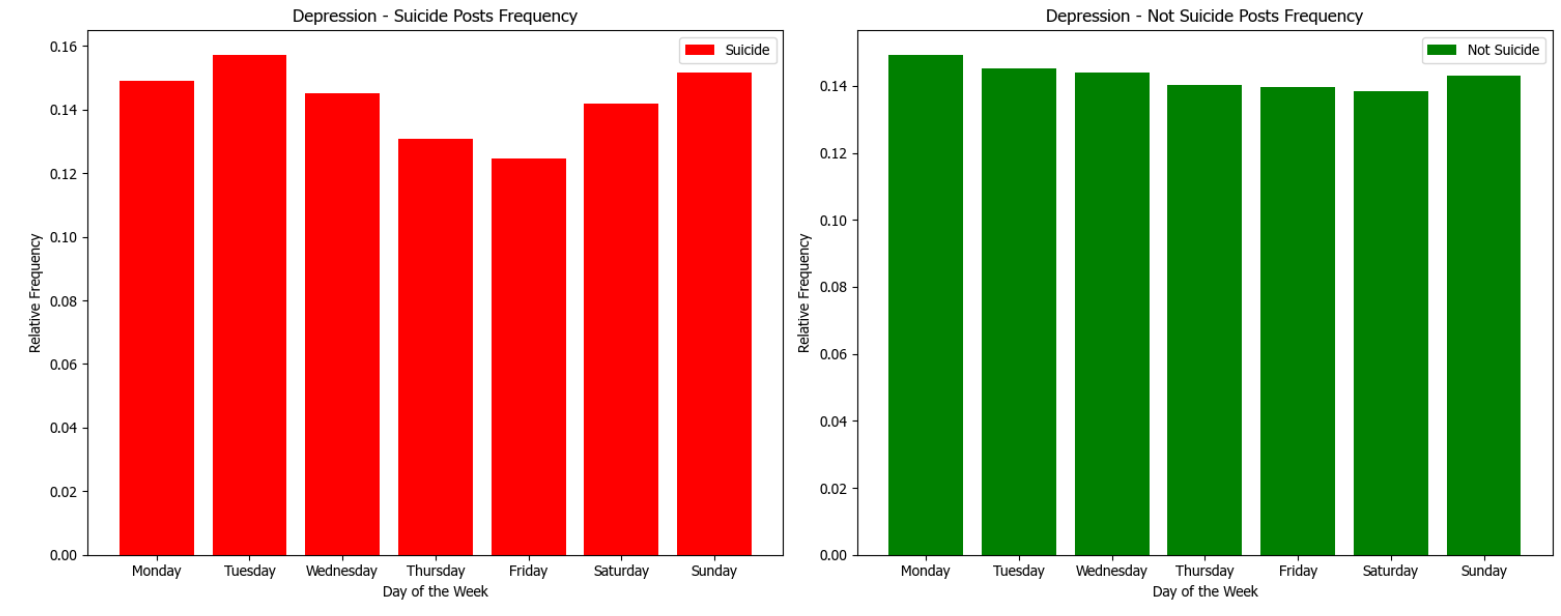 Depression - Suicide Posts Frequency
Suicide
0.16
0.14
0.12
0.10
0.08
0.06
0.04
0.02
0.00
Relative Frequency
Monday Tuesday Wednesday Thursday Friday Saturday Sunday
Day of the Week
Depression - Not Suicide Posts Frequency
Not Suicide
0.14
0.12
0.10
0.08
0.06
0.04
0.02
0.00
Relative Frequency
Monday Tuesday Wednesday Thursday Friday Saturday Sunday
Day of the Week